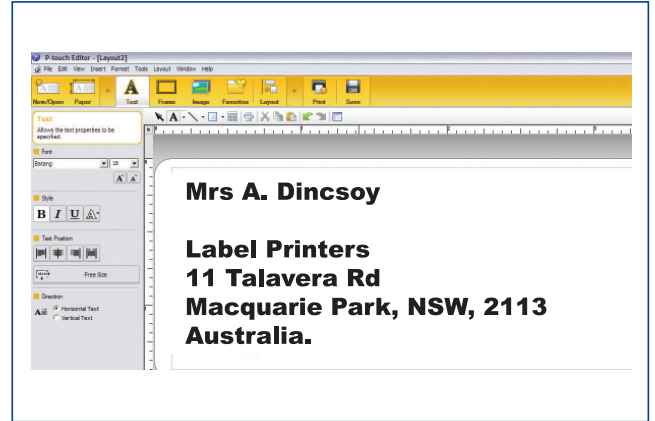 P-touch Editor - [Layout2]
File Edit View Insert Format Tools Layout Window Help
New/Open Paper Text Frame Image Favorites Layout Print Save
Text
Allows the text properties to be
specified.
Font
Batang 18
Style
B I U A
Text Position
Free Size
Direction
Horizontal Text
Vertical Text
Mrs A. Dincsoy
Label Printers
11 Talavera Rd
Macquarie Park, NSW, 2113
Australia.